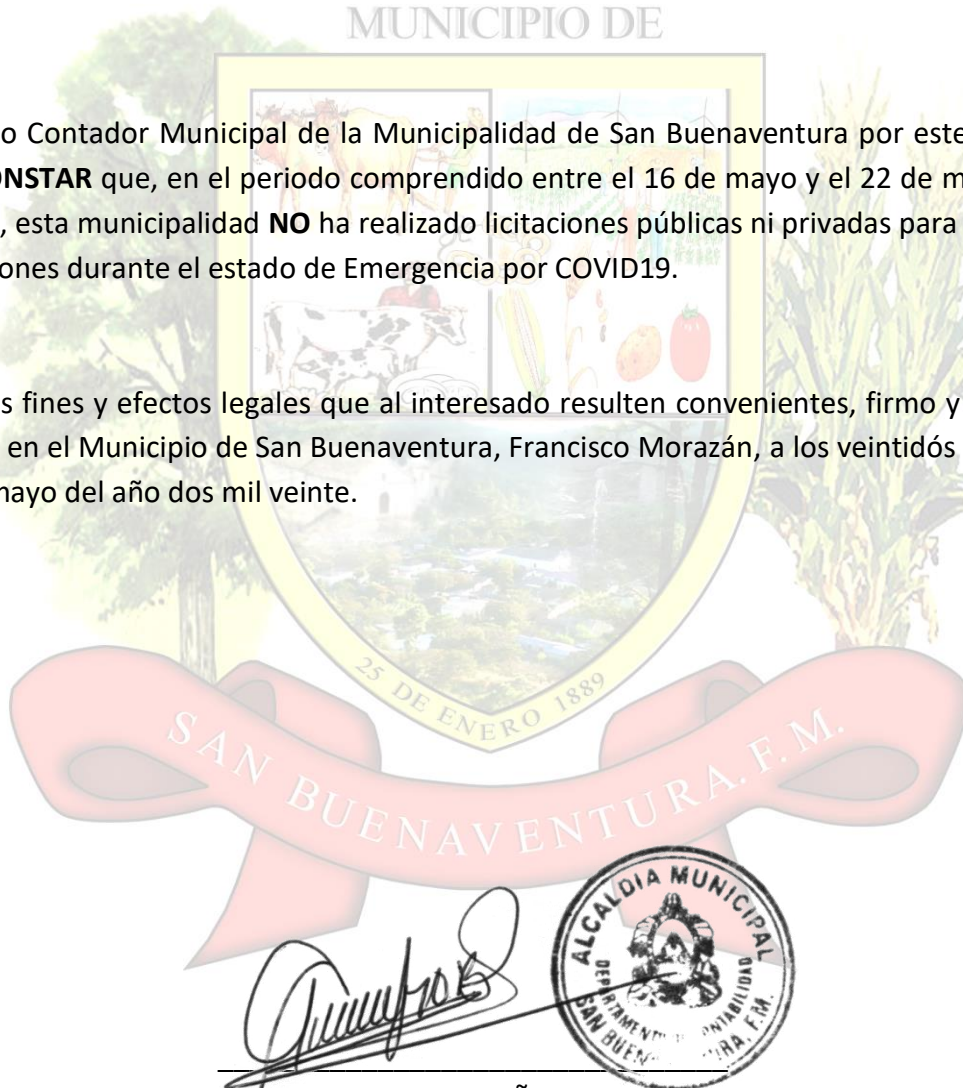 MUNICIPIO DE
o Contador Municipal de la Municipalidad de San Buenaventura por este
ONSTAR que, en el periodo comprendido entre el 16 de mayo y el 22 de m
, esta municipalidad NO ha realizado licitaciones públicas ni privadas para
ones durante el estado de Emergencia por COVID19.
s fines y efectos legales que al interesado resulten convenientes, firmo y
en el Municipio de San Buenaventura, Francisco Morazán, a los veintidós
mayo del año dos mil veinte.
25 DE ENERO 1889
SAN BUENAVENTURA. F. M.
ALCALDIA MUNICIPAL
DEPARTAMENTO
SAN
F.M.